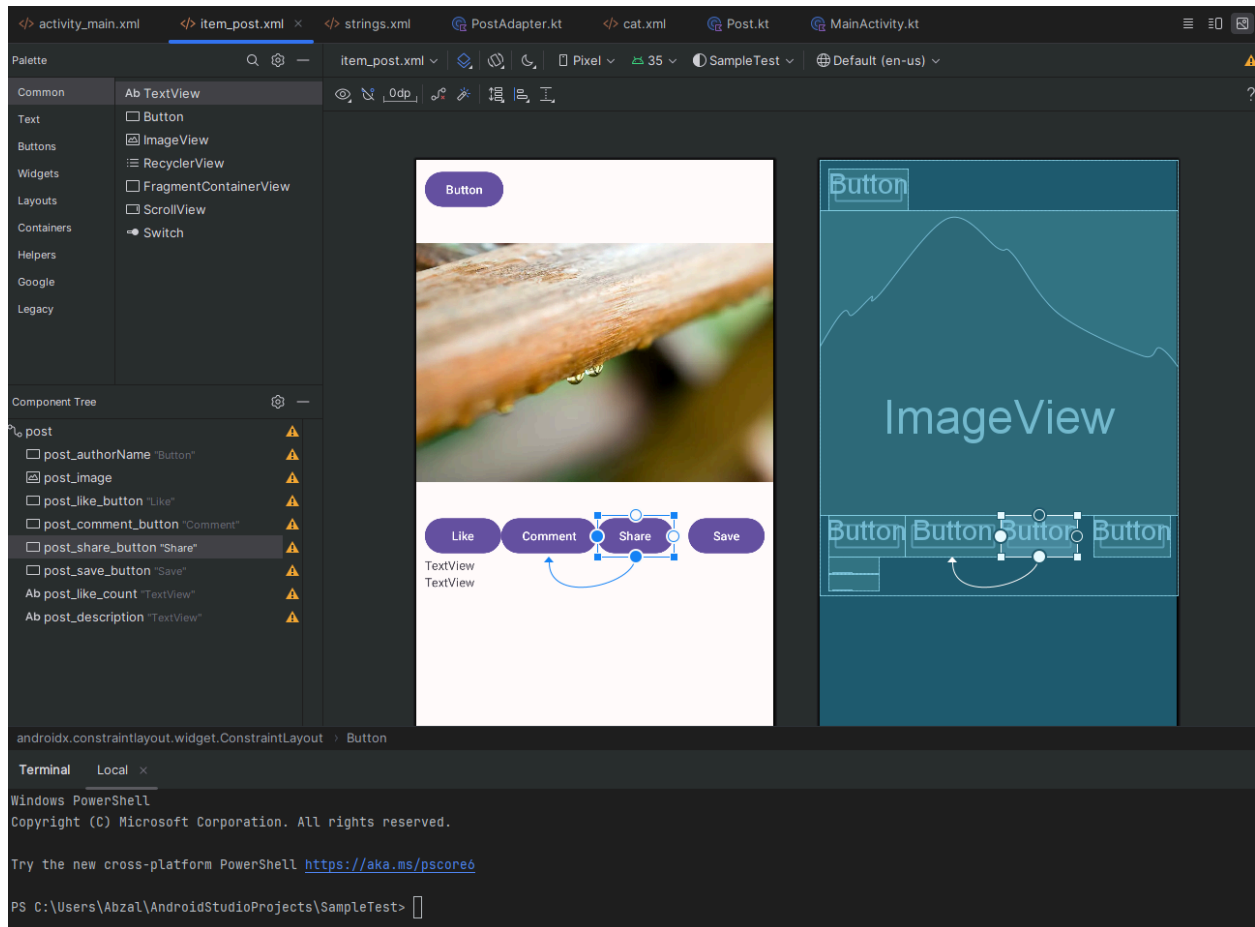 activity_main.xml item_post.xml strings.xml PostAdapter.kt cat.xml Post.kt MainActivity.kt
Palette
item_post.xml Pixel 35 SampleTest Default (en-us)
Common
Text
Buttons
Widgets
Layouts
Containers
Helpers
Google
Legacy
Ab TextView
Button
ImageView
RecyclerView
FragmentContainerView
ScrollView
Switch
0dp
?
Component Tree
post
post_authorName "Button"
post_image
post_like_button "Like"
post_comment_button "Comment"
post_share_button "Share"
post_save_button "Save"
Ab post_like_count "TextView"
Ab post_description "TextView"
Button
Like Comment Share Save
TextView
TextView
Button
ImageView
Button Button Button Button
androidx.constraintlayout.widget.ConstraintLayout > Button
Terminal Local
Windows PowerShell
Copyright (C) Microsoft Corporation. All rights reserved.
Try the new cross-platform PowerShell https://aka.ms/pscore6
PS C:\Users\Abzal\AndroidStudioProjects\SampleTest>